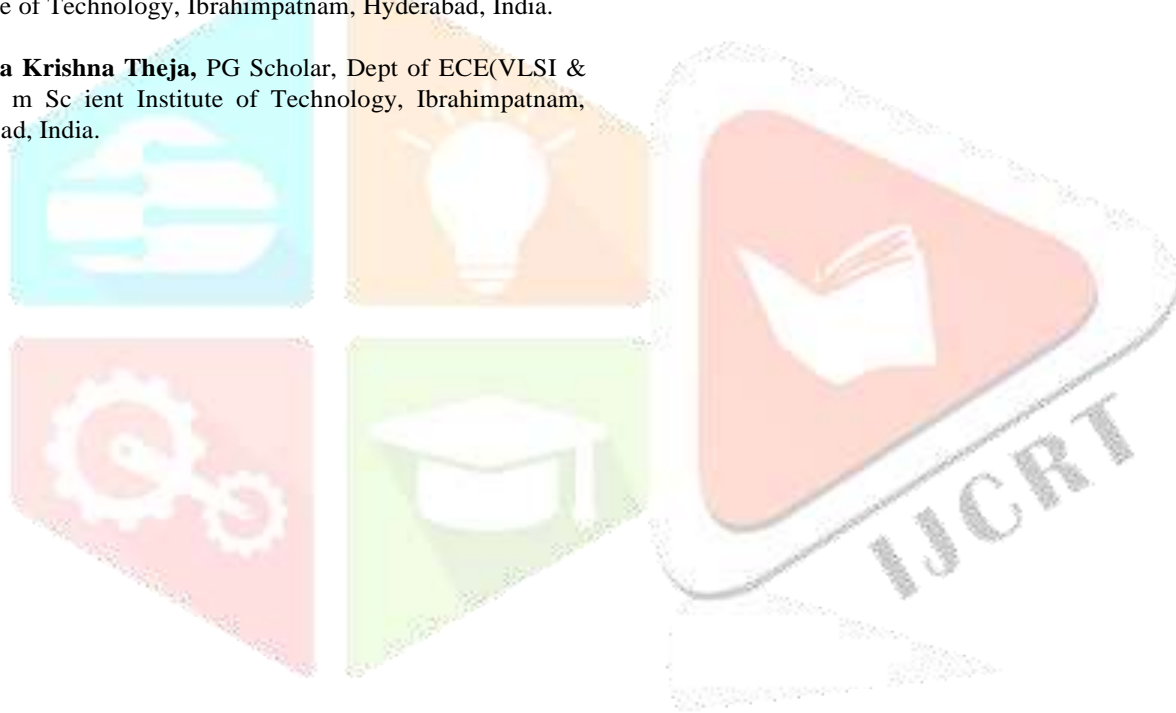 e of Technology, Ibrahimpatnam, Hyderabad, India.
a Krishna Theja, PG Scholar, Dept of ECE(VLSI &
m Sc ient Institute of Technology, Ibrahimpatnam,
ad, India.
IJCRT